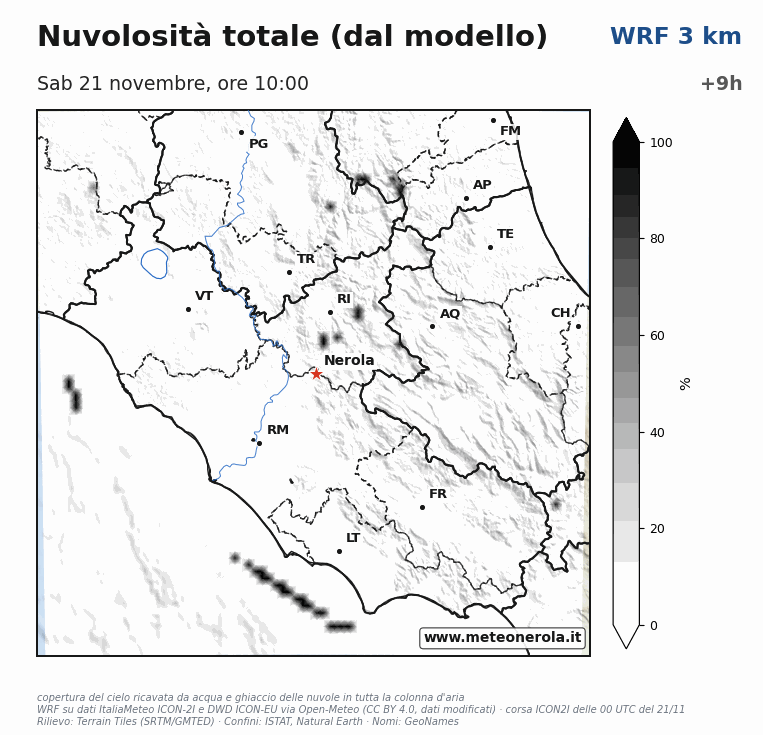 Nuvolosità totale (dal modello)
WRF 3 km
Sab 21 novembre, ore 10:00
+9h
FM
PG
AP
TE
TR
VT
RI
AQ
CH
Nerola
RM
FR
LT
www.meteonerola.it
100
80
60
40
20
0
%
copertura del cielo ricavata da acqua e ghiaccio delle nuvole in tutta la colonna d'aria
WRF su dati ItaliaMeteo ICON-2I e DWD ICON-EU via Open-Meteo (CC BY 4.0, dati modificati) · corsa ICON2I delle 00 UTC del 21/11
Rilievo: Terrain Tiles (SRTM/GMTED) · Confini: ISTAT, Natural Earth · Nomi: GeoNames